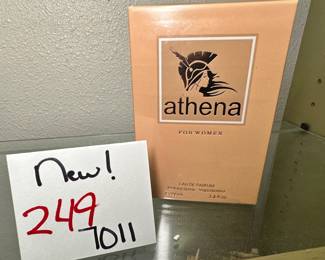 New!
249
7011
athena
FOR WOMEN
EAU DE PARFUM